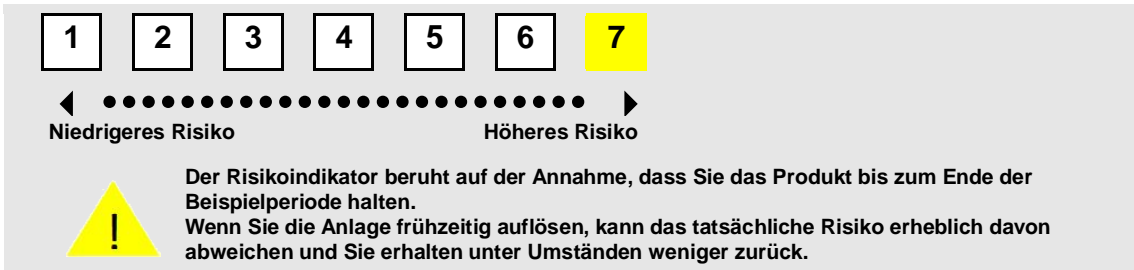 1 2 3 4 5 6 7
Niedrigeres Risiko Höheres Risiko
Der Risikoindikator beruht auf der Annahme, dass Sie das Produkt bis zum Ende der
Beispielperiode halten.
Wenn Sie die Anlage frühzeitig auflösen, kann das tatsächliche Risiko erheblich davon
abweichen und Sie erhalten unter Umständen weniger zurück.
!